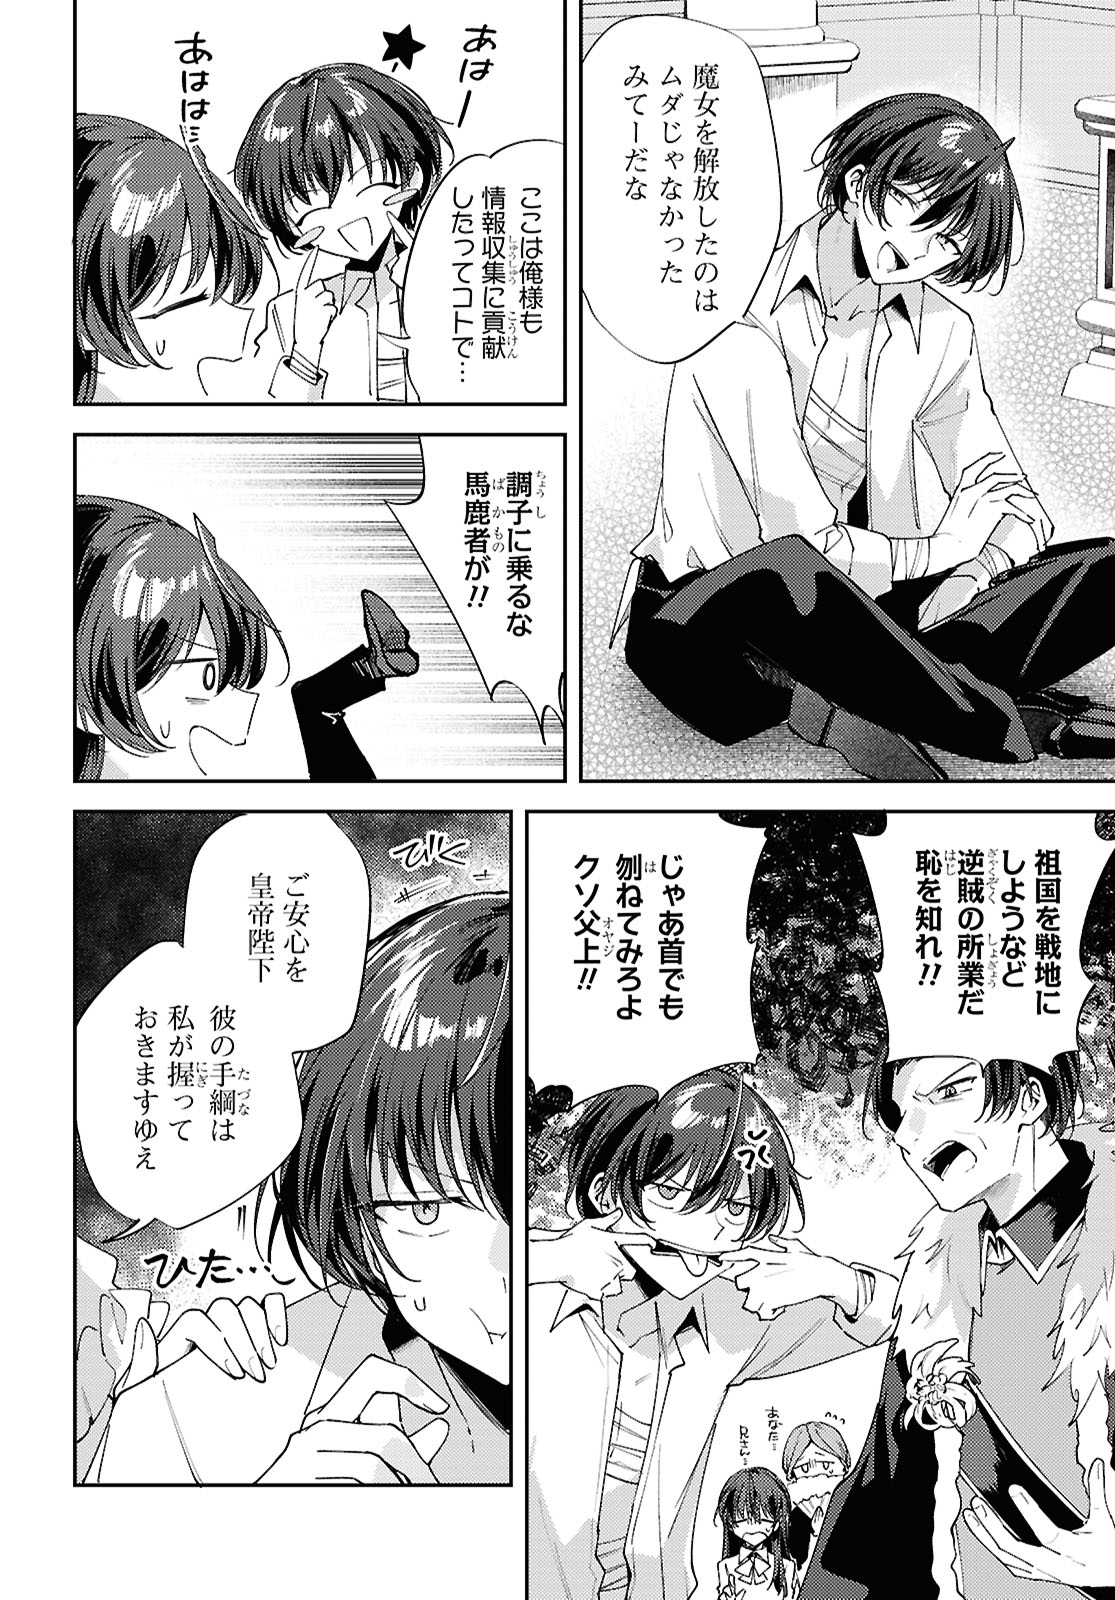 魔女を解放したのは
ムダじゃなかった
みてーだな
あはー
ここは俺様も
情報収集に貢献
したってコトで…
あはは…
調子に乗るな
馬鹿者が!!
祖国を戦地に
しようなど
逆賊の所業だ
恥を知れ!!
じゃあ首でも
刎ねてみろよ
クソ父上!!
あなた…
Rさん…
ご安心を
皇帝陛下
彼の手綱は
私が握って
おきますゆえ
ひた…